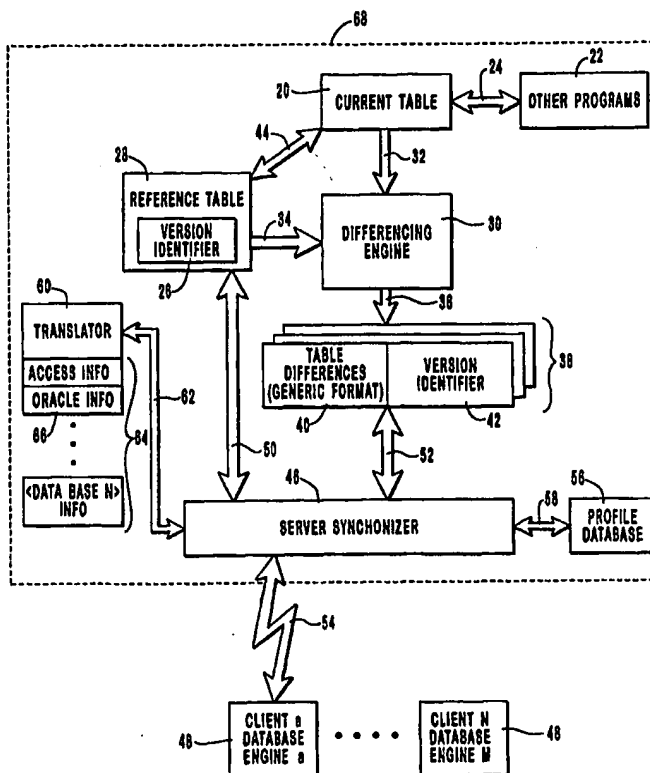 68
20
CURRENT TABLE
24
22
OTHER PROGRAMS
44
32
28
REFERENCE TABLE
VERSION
IDENTIFIER
26
34
DIFFERENCING
ENGINE
30
36
60
TRANSLATOR
ACCESS INFO
ORACLE INFO
66
<DATA BASE N>
INFO
64
62
50
TABLE
DIFFERENCES
(GENERIC FORMAT)
VERSION
IDENTIFIER
38
40
42
52
46
SERVER SYNCHONIZER
58
56
PROFILE
DATABASE
54
48
CLIENT a
DATABASE
ENGINE a
CLIENT N
DATABASE
ENGINE M
48